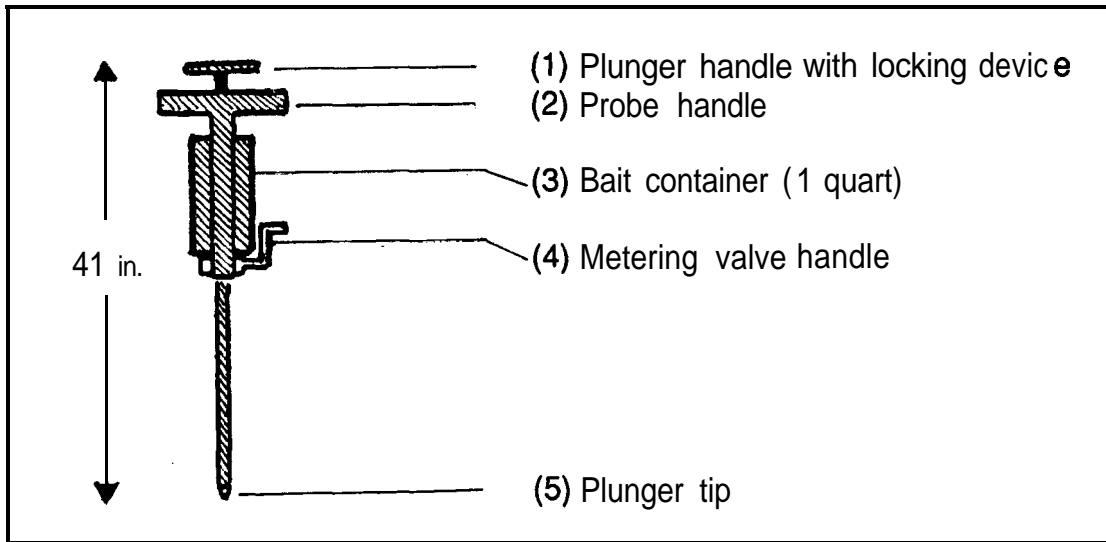 (1) Plunger handle with locking device
(2) Probe handle
(3) Bait container (1 quart)
(4) Metering valve handle
41 in.
(5) Plunger tip